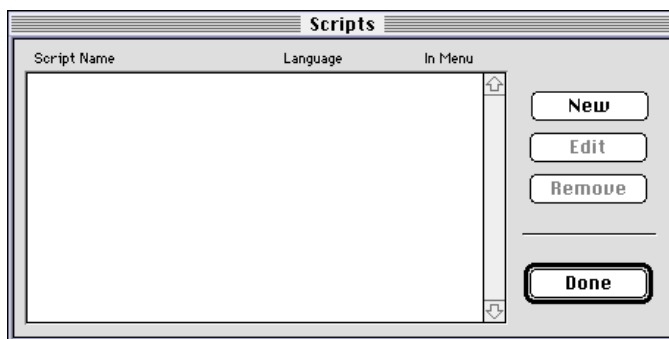 Scripts
Script Name Language In Menu
New
Edit
Remove
Done